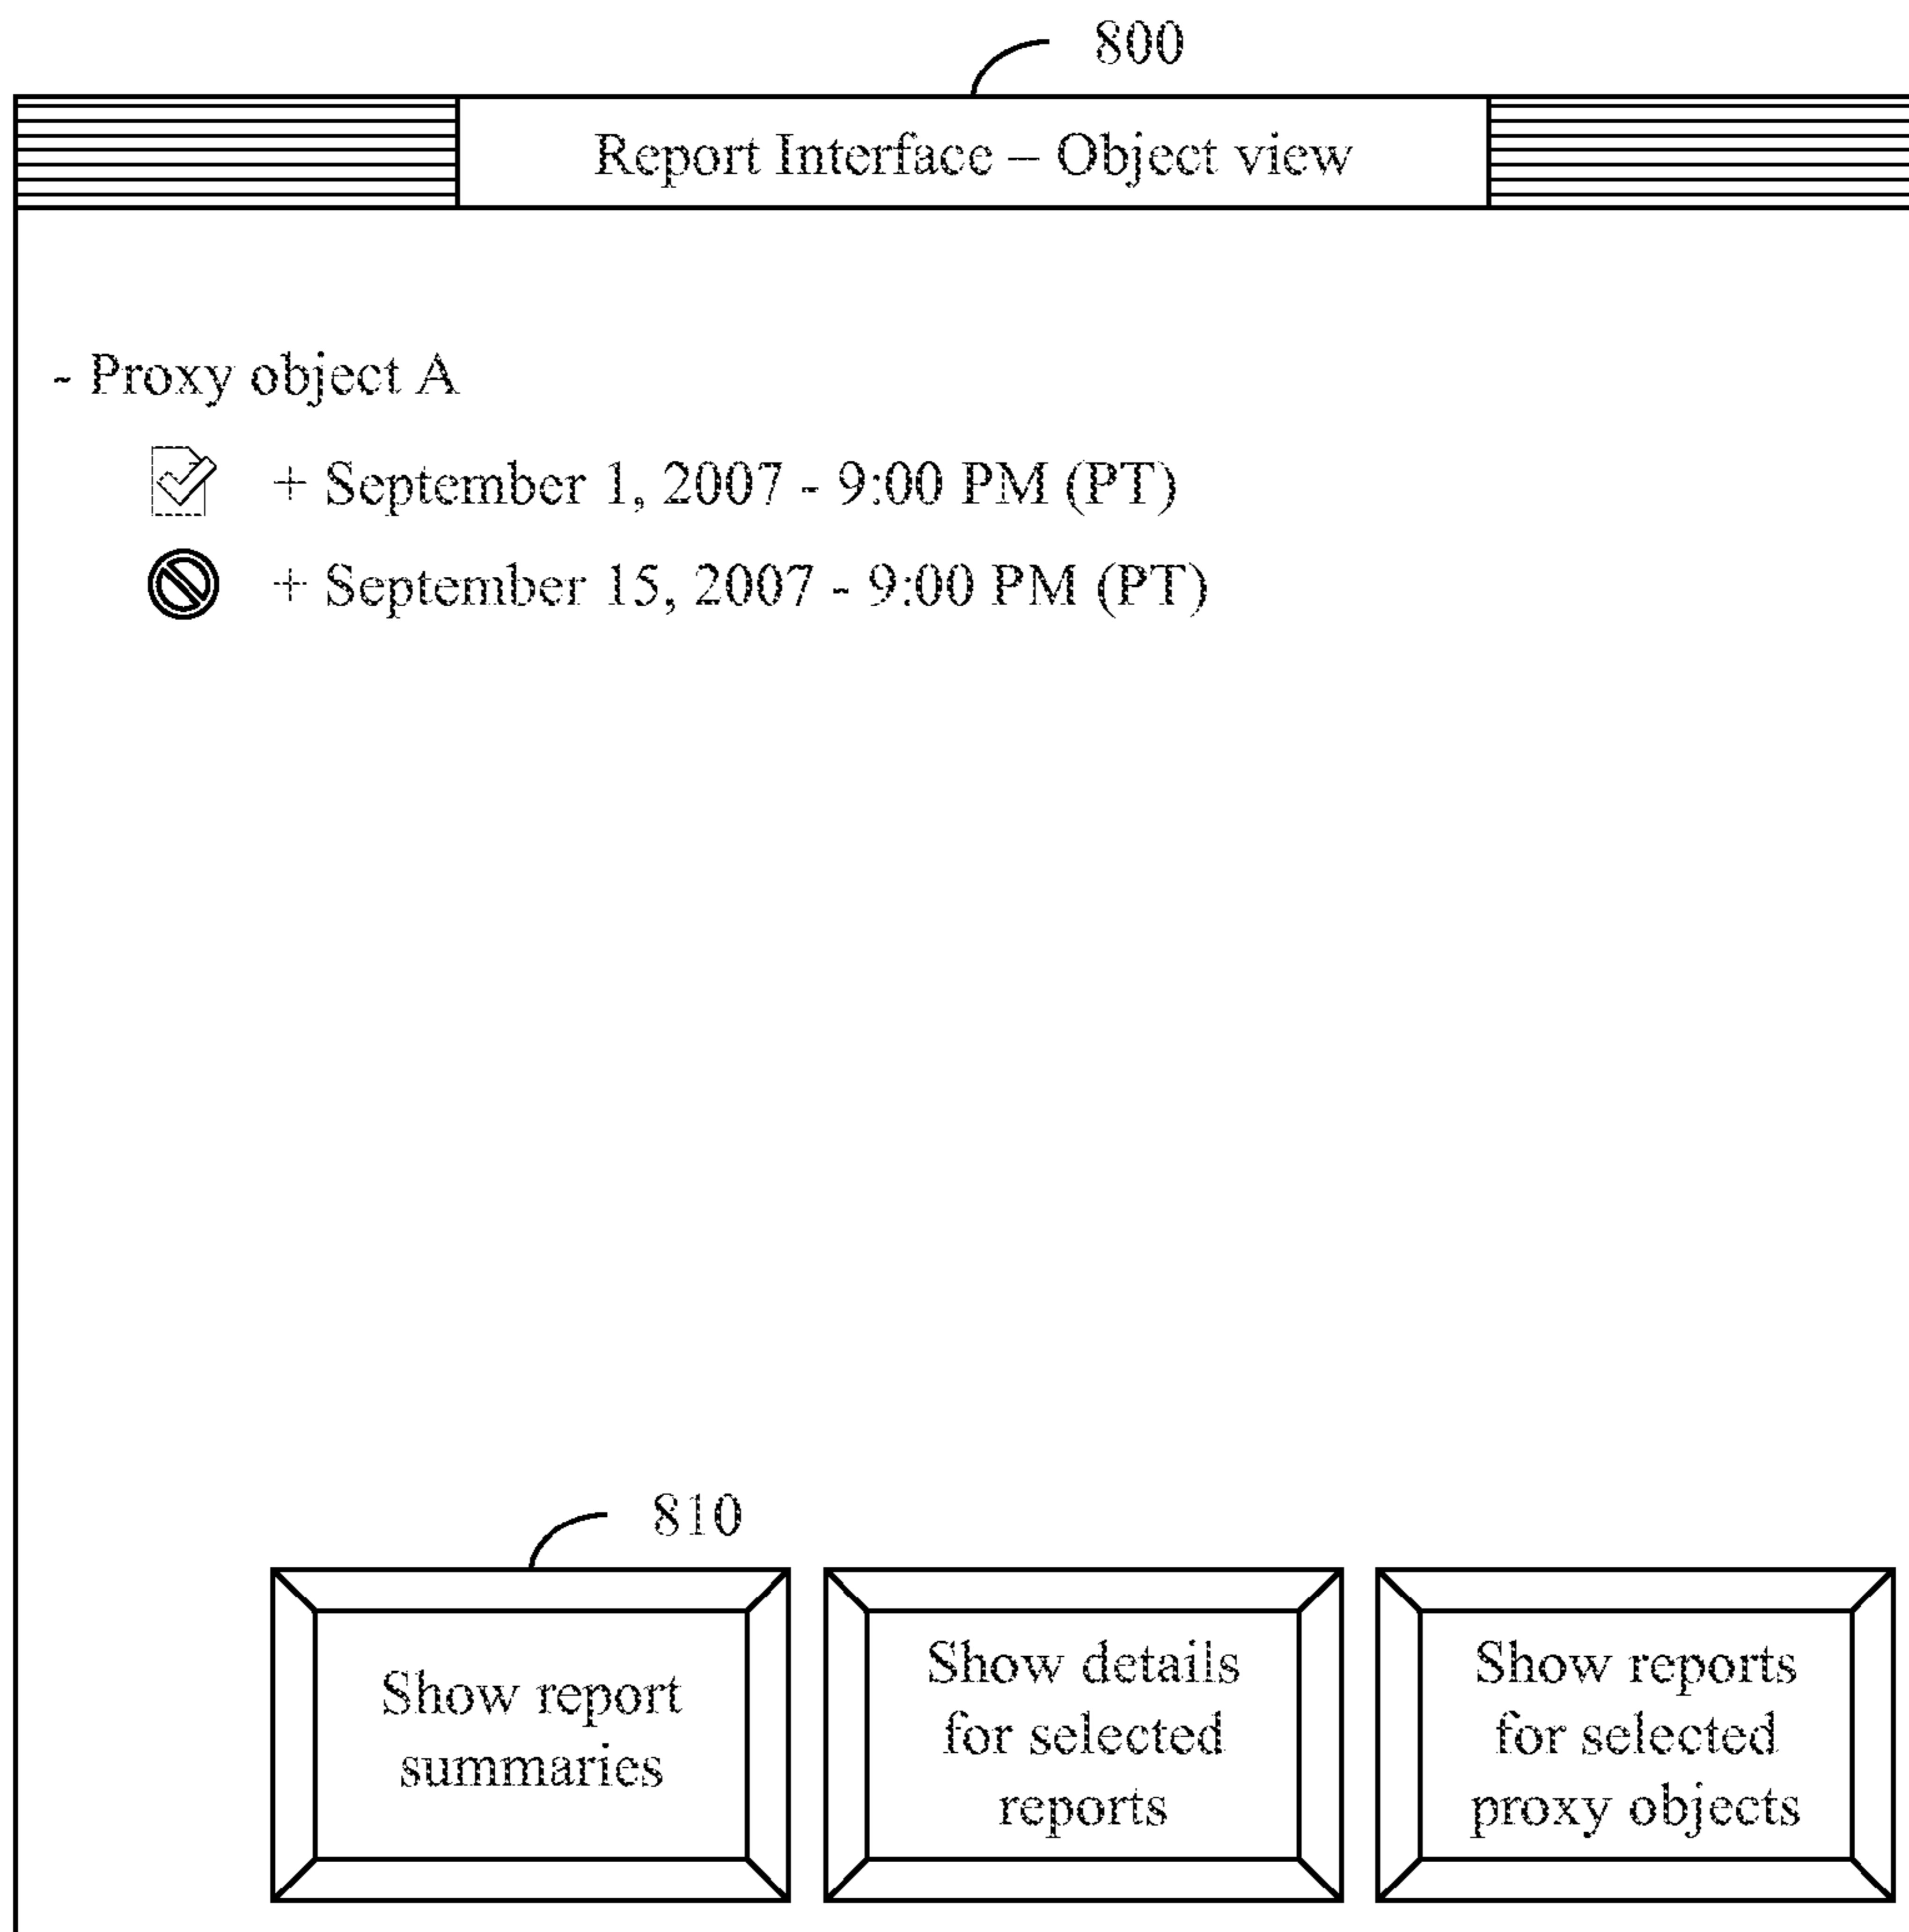 800
Report Interface – Object view
- Proxy object A
+ September 1, 2007 - 9:00 PM (PT)
+ September 15, 2007 - 9:00 PM (PT)
810
Show report
summaries
Show details
for selected
reports
Show reports
for selected
proxy objects